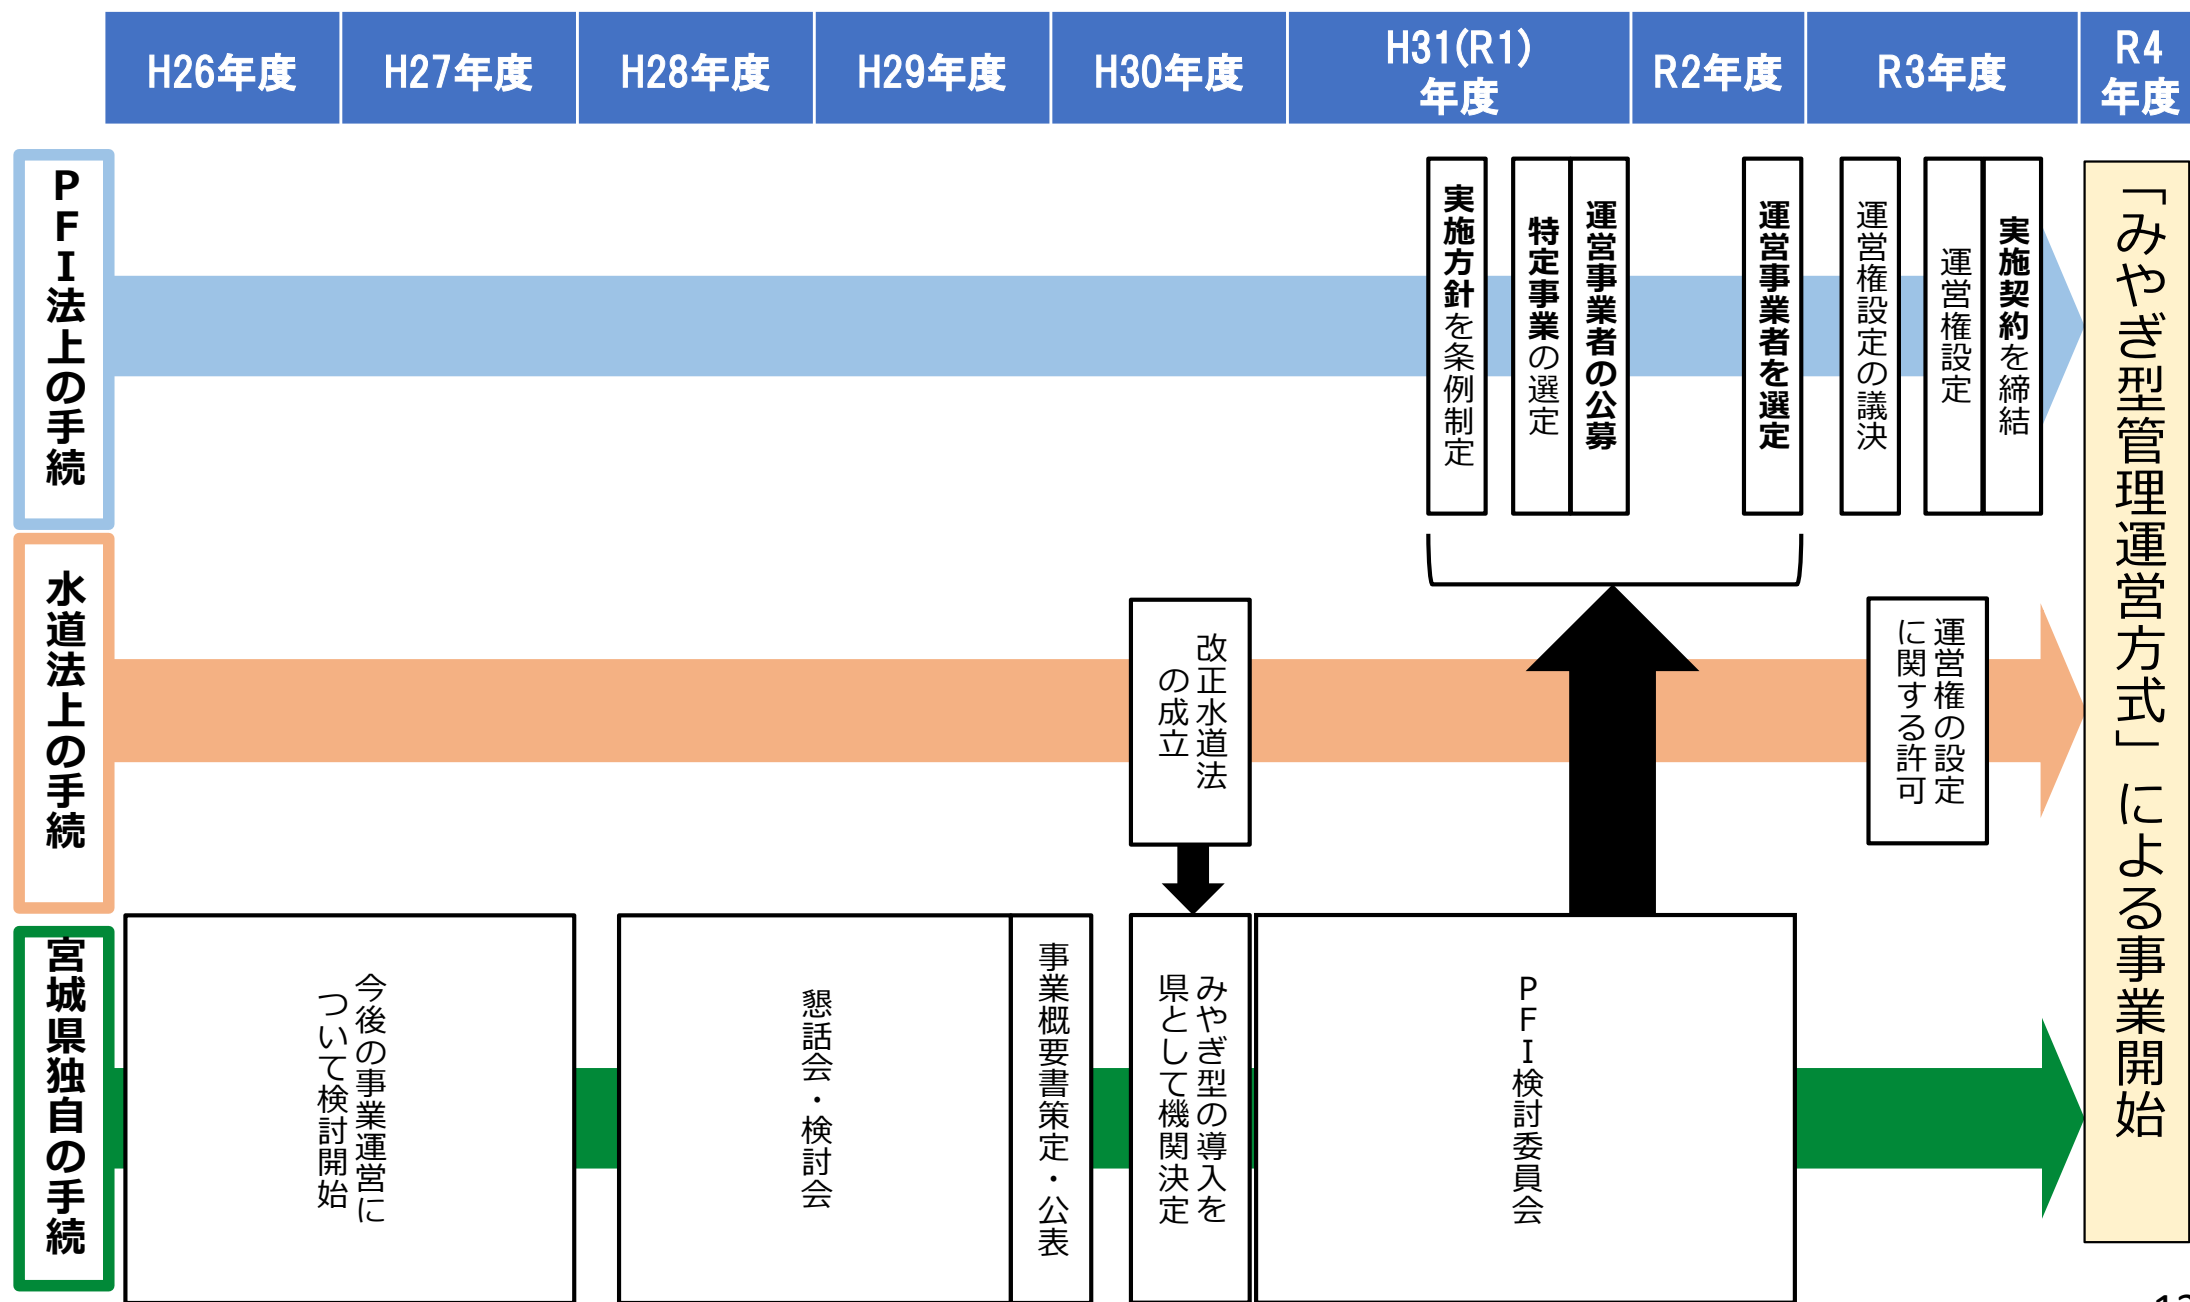 H26年度
H27年度
H28年度
H29年度
H30年度
H31(R1)
年度
R2年度
R3年度
R4
年度
ＰＦＩ法上の手続
実施方針を条例制定
特定事業の選定
運営事業者の公募
運営事業者を選定
運営権設定の議決
運営権設定
実施契約を締結
「みやぎ型管理運営方式」による事業開始
水道法上の手続
改正水道法
の成立
運営権の設定
に関する許可
宮城県独自の手続
今後の事業運営に
ついて検討開始
懇話会・検討会
事業概要書策定・公表
みやぎ型の導入を
県として機関決定
ＰＦＩ検討委員会